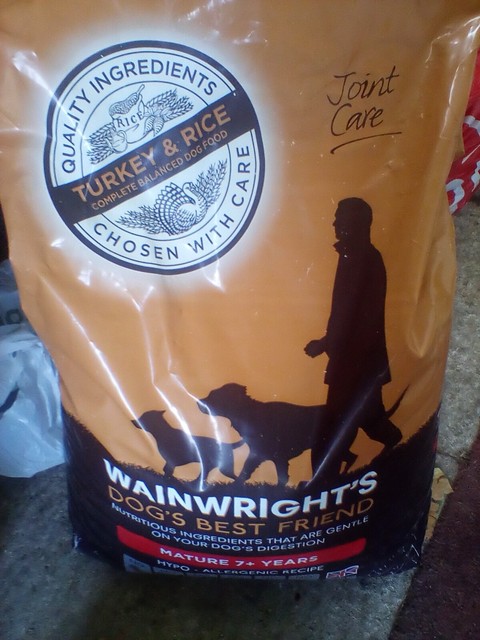 QUALITY INGREDIENTS
RICE
TURKEY & RICE
COMPLETE BALANCED DOG FOOD
CHOSEN WITH CARE
Joint
Care
WAINWRIGHT'S
DOG'S BEST FRIEND
NUTRITIOUS INGREDIENTS THAT ARE GENTLE
ON YOUR DOG'S DIGESTION
MATURE 7+ YEARS
HYPO-ALLERGENIC RECIPE